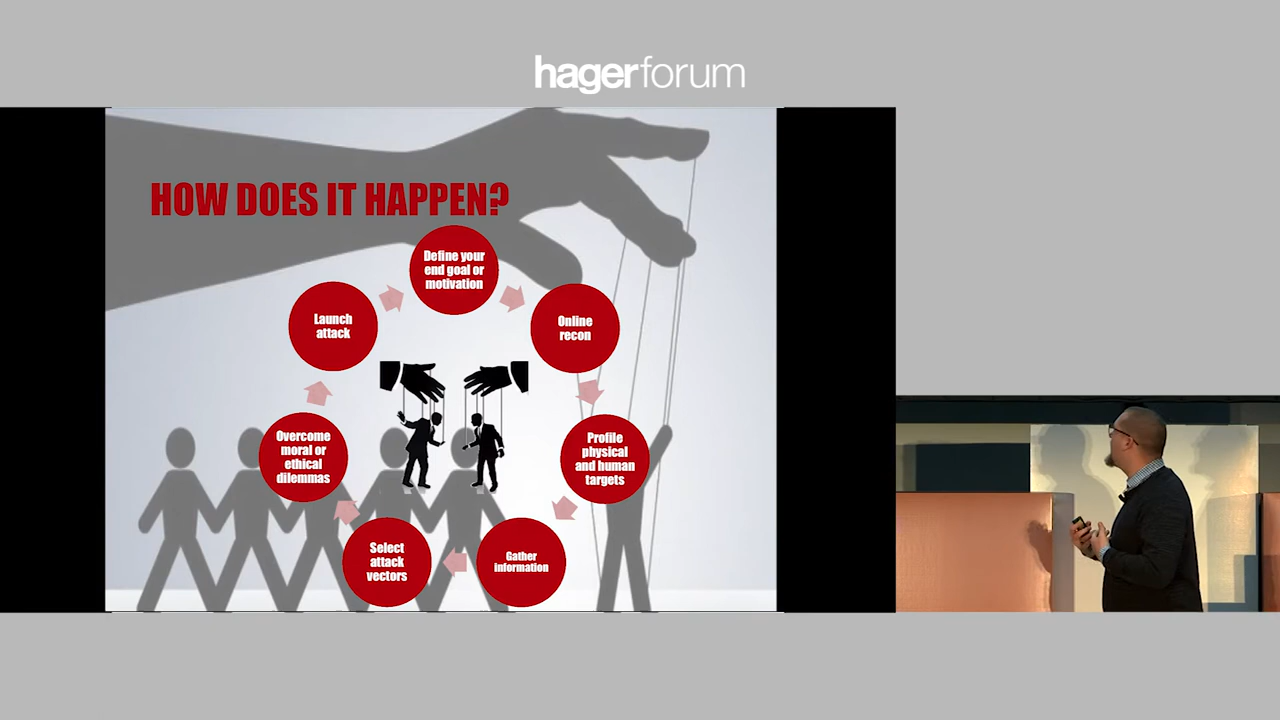 hagerforum
HOW DOES IT HAPPEN?
Define your
end goal or
motivation
Online
recon
Profile
physical
and human
targets
Gather
information
Select
attack
vectors
Overcome
moral or
ethical
dilemmas
Launch
attack